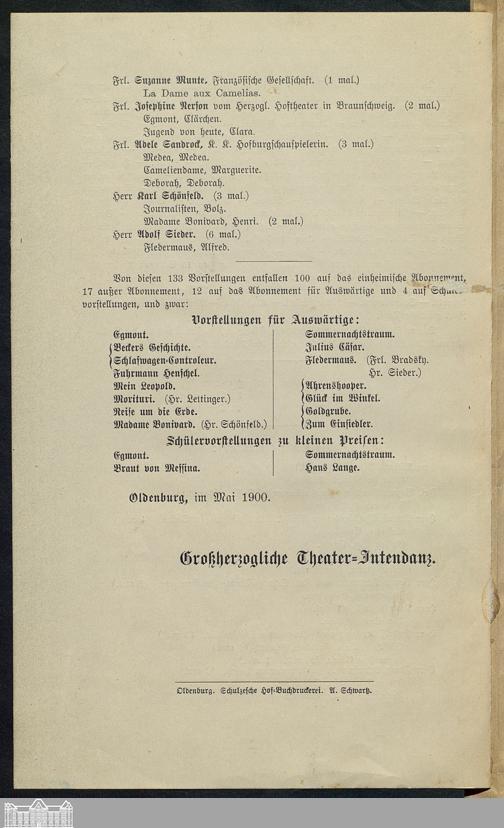 Frl. Suzanne Munte. Französische Gesellschaft. (1 mal.)
La Dame aux Camelias.
Frl. Josephine Nerson vom Herzogl. Hoftheater in Braunschweig. (2 mal.)
Egmont, Clärchen.
Jugend von heute, Clara.
Frl. Adele Sandrock, K. K. Hofburgschauspielerin. (3 mal.)
Medea, Medea.
Cameliendame, Marguerite.
Deborah, Deborah.
Herr Karl Schönfeld. (3 mal.)
Journalisten, Bolz.
Madame Bonivard, Henri. (2 mal.)
Herr Adolf Sieder. (6 mal.)
Fledermaus, Alfred.
Von diesen 133 Vorstellungen entfallen 100 auf das einheimische Abonnement,
17 außer Abonnement, 12 auf das Abonnement für Auswärtige und 4 auf
vorstellungen, und zwar:
Vorstellungen für Auswärtige:
Egmont.
Beckers Geschichte.
Schlafwagen-Controleur.
Fuhrmann Henschel.
Mein Leopold.
Morituri. (Hr. Lettinger.)
Reise um die Erde.
Madame Bonivard. (Hr. Schönfeld.)
Sommernachtstraum.
Julius Cäsar.
Fledermaus. (Frl. Bradsky.
Hr. Sieder.)
Ahrenshooper.
Glück im Winkel.
Goldgrube.
Zum Einsiedler.
Schülervorstellungen zu kleinen Preisen:
Egmont.
Braut von Messina.
Sommernachtstraum.
Hans Lange.
Oldenburg, im Mai 1900.
Großherzogliche Theater-Intendanz.
Oldenburg. Schulzesche Hof-Buchdruckerei. A. Schwartz.